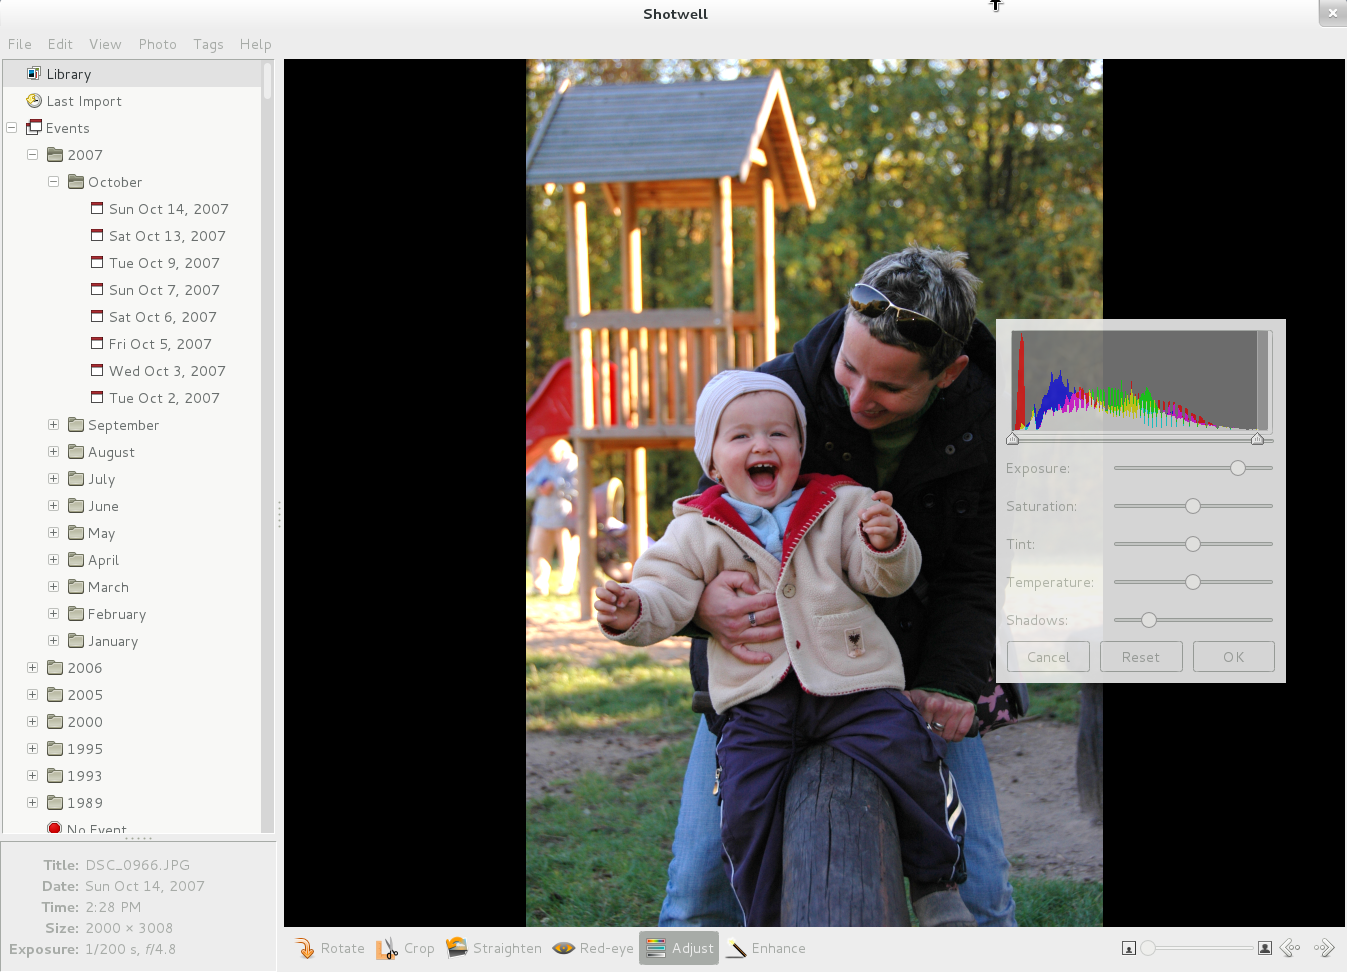 Shotwell
File Edit View Photo Tags Help
Library
Last Import
Events
2007
October
Sun Oct 14, 2007
Sat Oct 13, 2007
Tue Oct 9, 2007
Sun Oct 7, 2007
Sat Oct 6, 2007
Fri Oct 5, 2007
Wed Oct 3, 2007
Tue Oct 2, 2007
September
August
July
June
May
April
March
February
January
2006
2005
2000
1995
1993
1989
No Event
Title: DSC_0966.JPG
Date: Sun Oct 14, 2007
Time: 2:28 PM
Size: 2000 × 3008
Exposure: 1/200 s, f/4.8
Exposure:
Saturation:
Tint:
Temperature:
Shadows:
Cancel Reset OK
Rotate Crop Straighten Red-eye Adjust Enhance